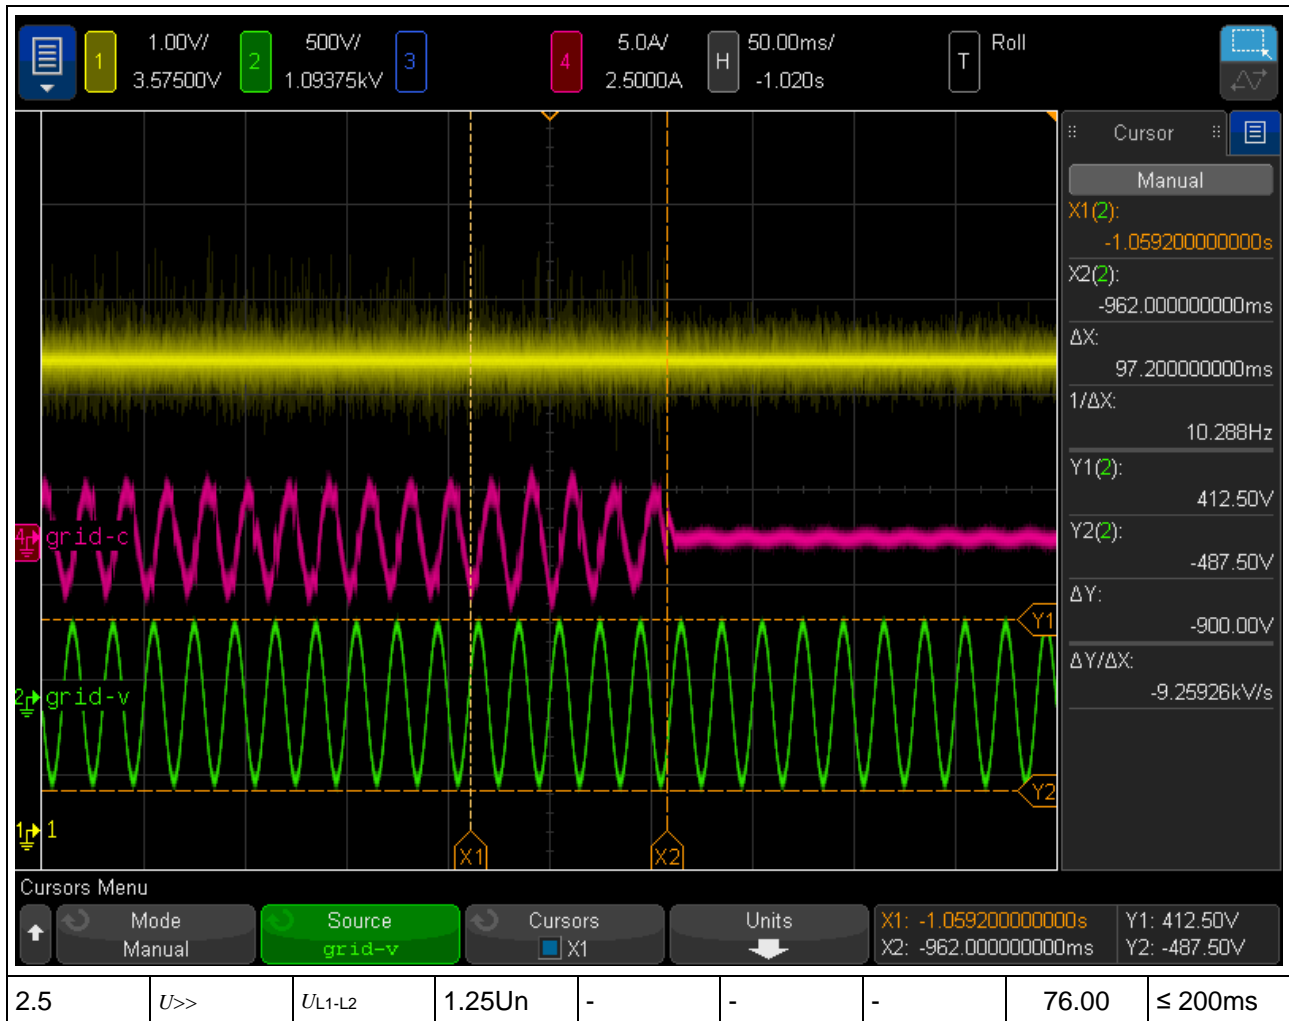 1 1.00V/ 2 500V/ 3 4 5.0A/ H 50.00ms/ T Roll
3.57500V 1.09375kV 2.5000A -1.020s
Cursor
Manual
X1(2):
-1.059200000000s
X2(2):
-962.000000000ms
ΔX:
97.200000000ms
1/ΔX:
10.288Hz
Y1(2):
412.50V
Y2(2):
-487.50V
ΔY:
-900.00V
ΔY/ΔX:
-9.25926kV/s
4 grid-c
Y1
2 grid-v
Y2
1 1
X1 X2
Cursors Menu
Mode Source Cursors Units X1: -1.059200000000s Y1: 412.50V
Manual grid-v X1 X2: -962.000000000ms Y2: -487.50V
2.5 U>> UL1-L2 1.25Un - - - 76.00 ≤ 200ms